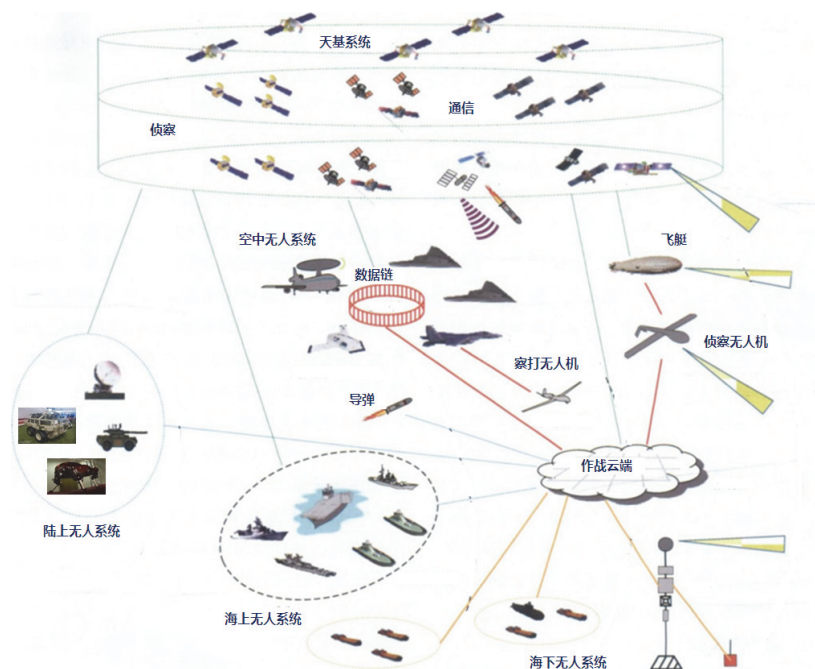 天基系统
通信
侦察
空中无人系统
飞艇
数据链
侦察无人机
察打无人机
导弹
作战云端
陆上无人系统
海上无人系统
海下无人系统